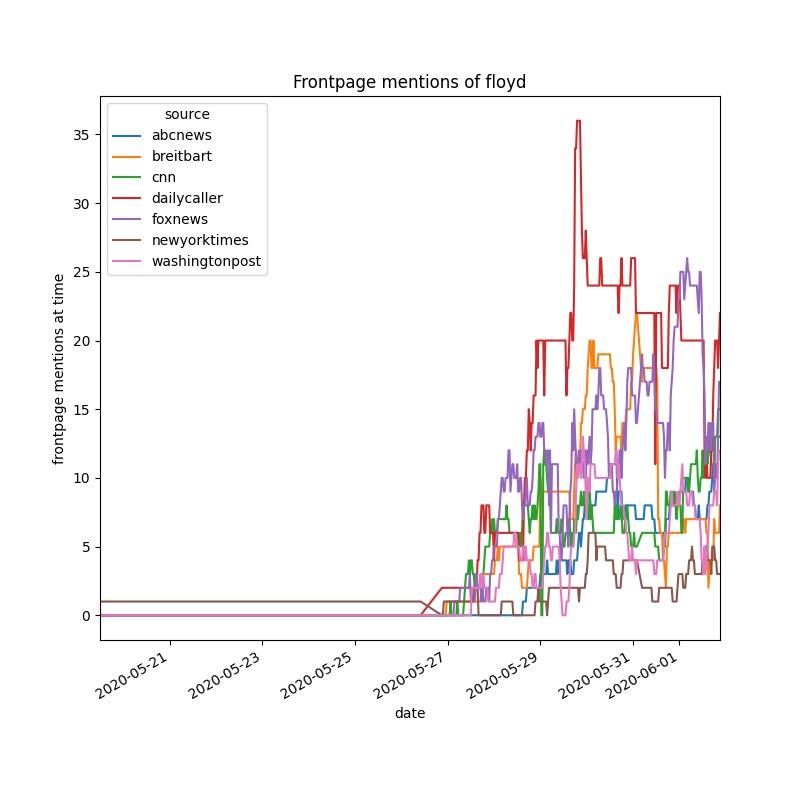 Frontpage mentions of floyd
source
abcnews
breitbart
cnn
dailycaller
foxnews
newyorktimes
washingtonpost
35
30
25
20
15
10
5
0
frontpage mentions at time
2020-05-21
2020-05-23
2020-05-25
2020-05-27
2020-05-29
2020-05-31
2020-06-01
date